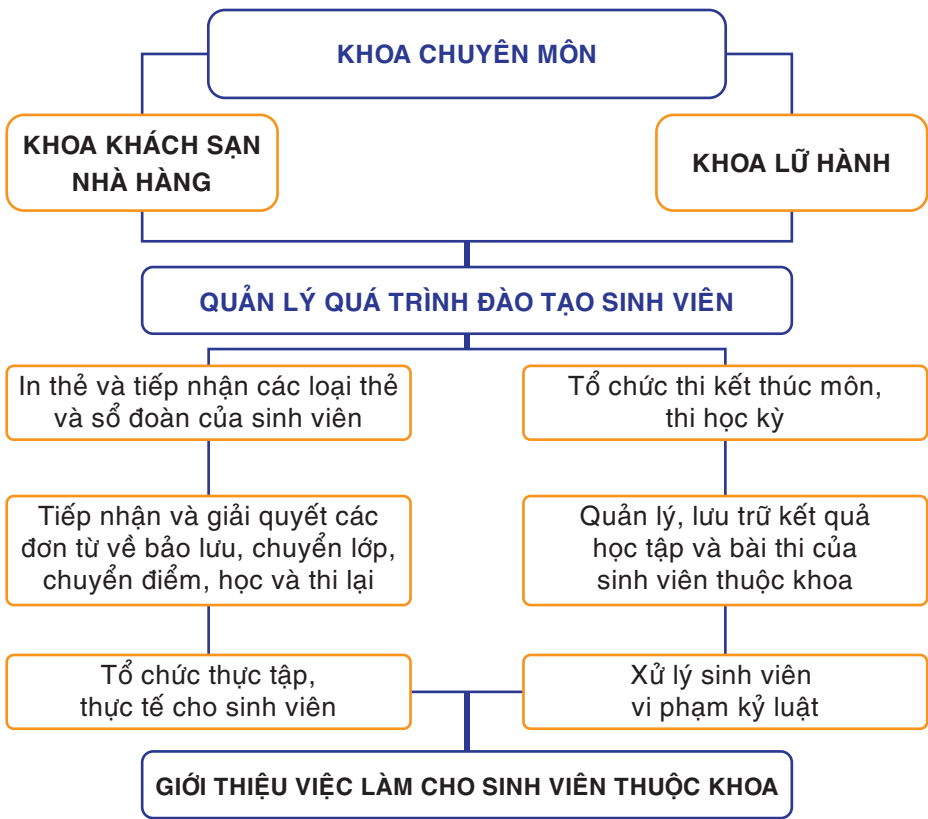 KHOA CHUYÊN MÔN
KHOA KHÁCH SẠN
NHÀ HÀNG
KHOA LỮ HÀNH
QUẢN LÝ QUÁ TRÌNH ĐÀO TẠO SINH VIÊN
In thẻ và tiếp nhận các loại thẻ
và sổ đoàn của sinh viên
Tổ chức thi kết thúc môn,
thi học kỳ
Tiếp nhận và giải quyết các
đơn từ về bảo lưu, chuyển lớp,
chuyển điểm, học và thi lại
Quản lý, lưu trữ kết quả
học tập và bài thi của
sinh viên thuộc khoa
Tổ chức thực tập,
thực tế cho sinh viên
Xử lý sinh viên
vi phạm kỷ luật
GIỚI THIỆU VIỆC LÀM CHO SINH VIÊN THUỘC KHOA